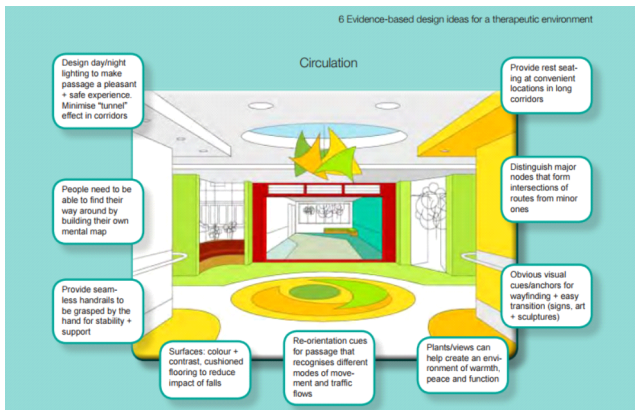 6 Evidence-based design ideas for a therapeutic environment
Circulation
Design day/night
lighting to make
passage a pleasant
+ safe experience.
Minimise "tunnel"
effect in corridors
People need to be
able to find their
way around by
building their own
mental map
Provide seam-
less handrails to
be grasped by the
hand for stability +
support
Surfaces: colour +
contrast, cushioned
flooring to reduce
impact of falls
Re-orientation cues
for passage that
recognises different
modes of move-
ment and traffic
flows
Plants/views can
help create an envi-
ronment of warmth,
peace and function
Provide rest seat-
ing at convenient
locations in long
corridors
Distinguish major
nodes that form
intersections of
routes from minor
ones
Obvious visual
cues/anchors for
wayfinding + easy
transition (signs, art
+ sculptures)